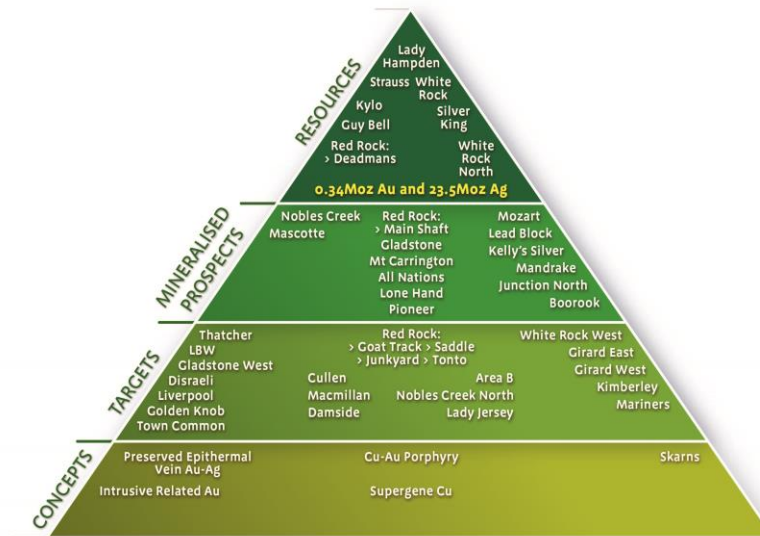 RESOURCES
Lady
Hampden
Strauss White
Rock
Kylo
Silver
King
Guy Bell
Red Rock:
> Deadmans
White
Rock
North
0.34Moz Au and 23.5Moz Ag
MINERALISED
PROSPECTS
Nobles Creek
Mascotte
Red Rock:
> Main Shaft
Gladstone
Mt Carrington
All Nations
Lone Hand
Pioneer
Mozart
Lead Block
Kelly's Silver
Mandrake
Junction North
Boorook
TARGETS
Thatcher
LBW
Gladstone West
Disraeli
Liverpool
Golden Knob
Town Common
Red Rock:
> Goat Track > Saddle
> Junkyard > Tonto
Cullen
Macmillan
Damside
Area B
Nobles Creek North
Lady Jersey
White Rock West
Girard East
Girard West
Kimberley
Mariners
CONCEPTS
Preserved Epithermal
Vein Au-Ag
Intrusive Related Au
Cu-Au Porphyry
Supergene Cu
Skarns